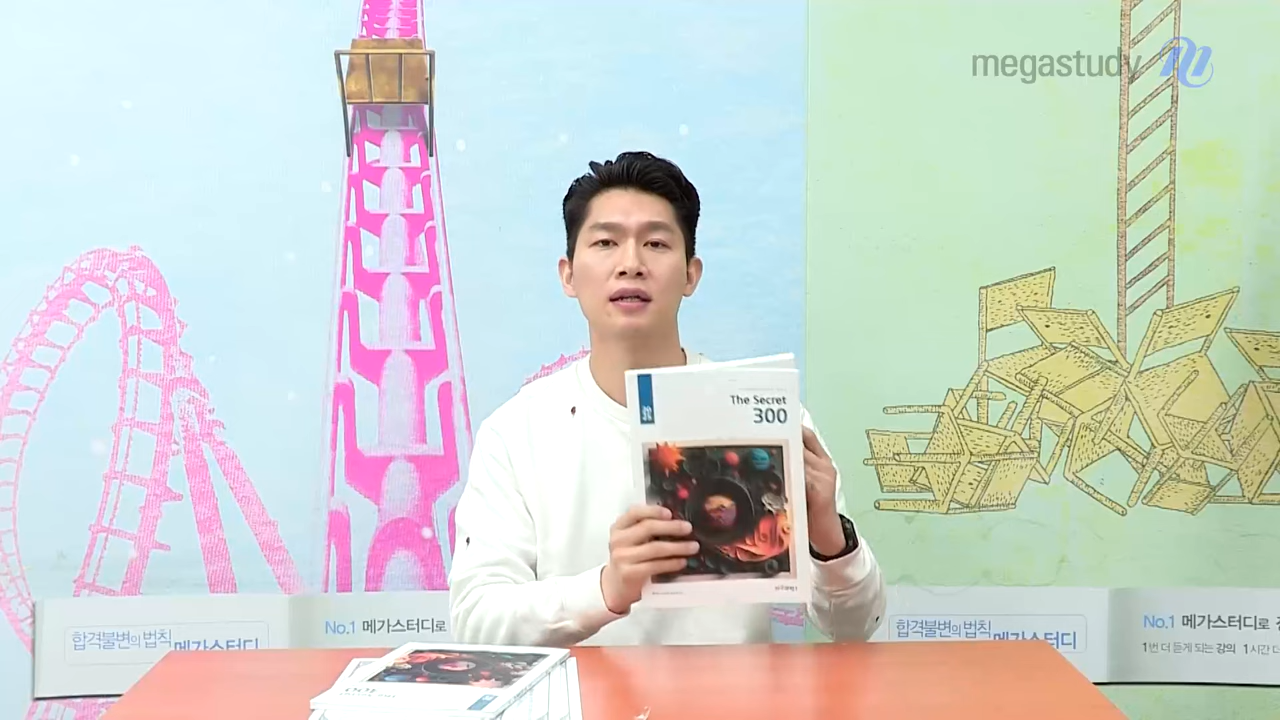 megastudy
The Secret
300
합격불변의 법칙
메가스터디
No.1 메가스터디로
합격불변의 법칙
메가스터디
No.1 메가스터디로
1번 더 듣게 되는 강의 1시간 더